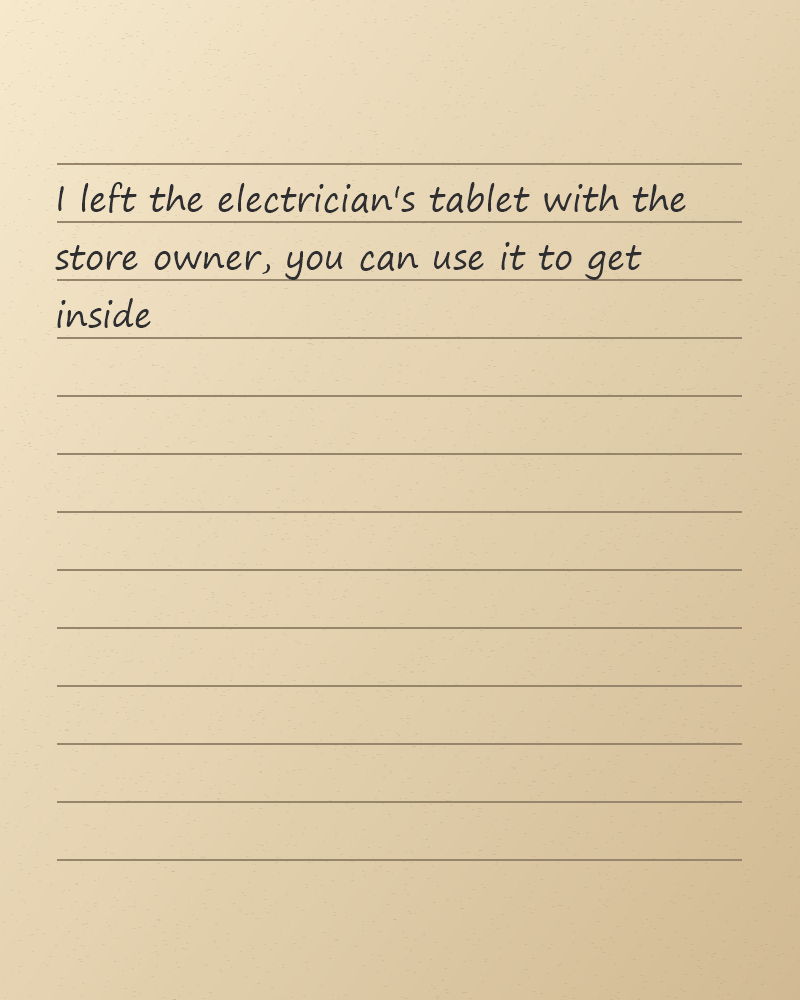 I left the electrician's tablet with the
store owner, you can use it to get
inside